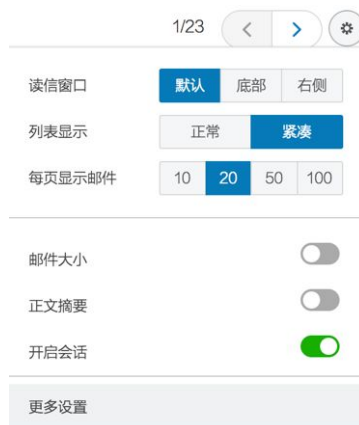 1/23
读信窗口 默认 底部 右侧
列表显示 正常 紧凑
每页显示邮件 10 20 50 100
邮件大小
正文摘要
开启会话
更多设置